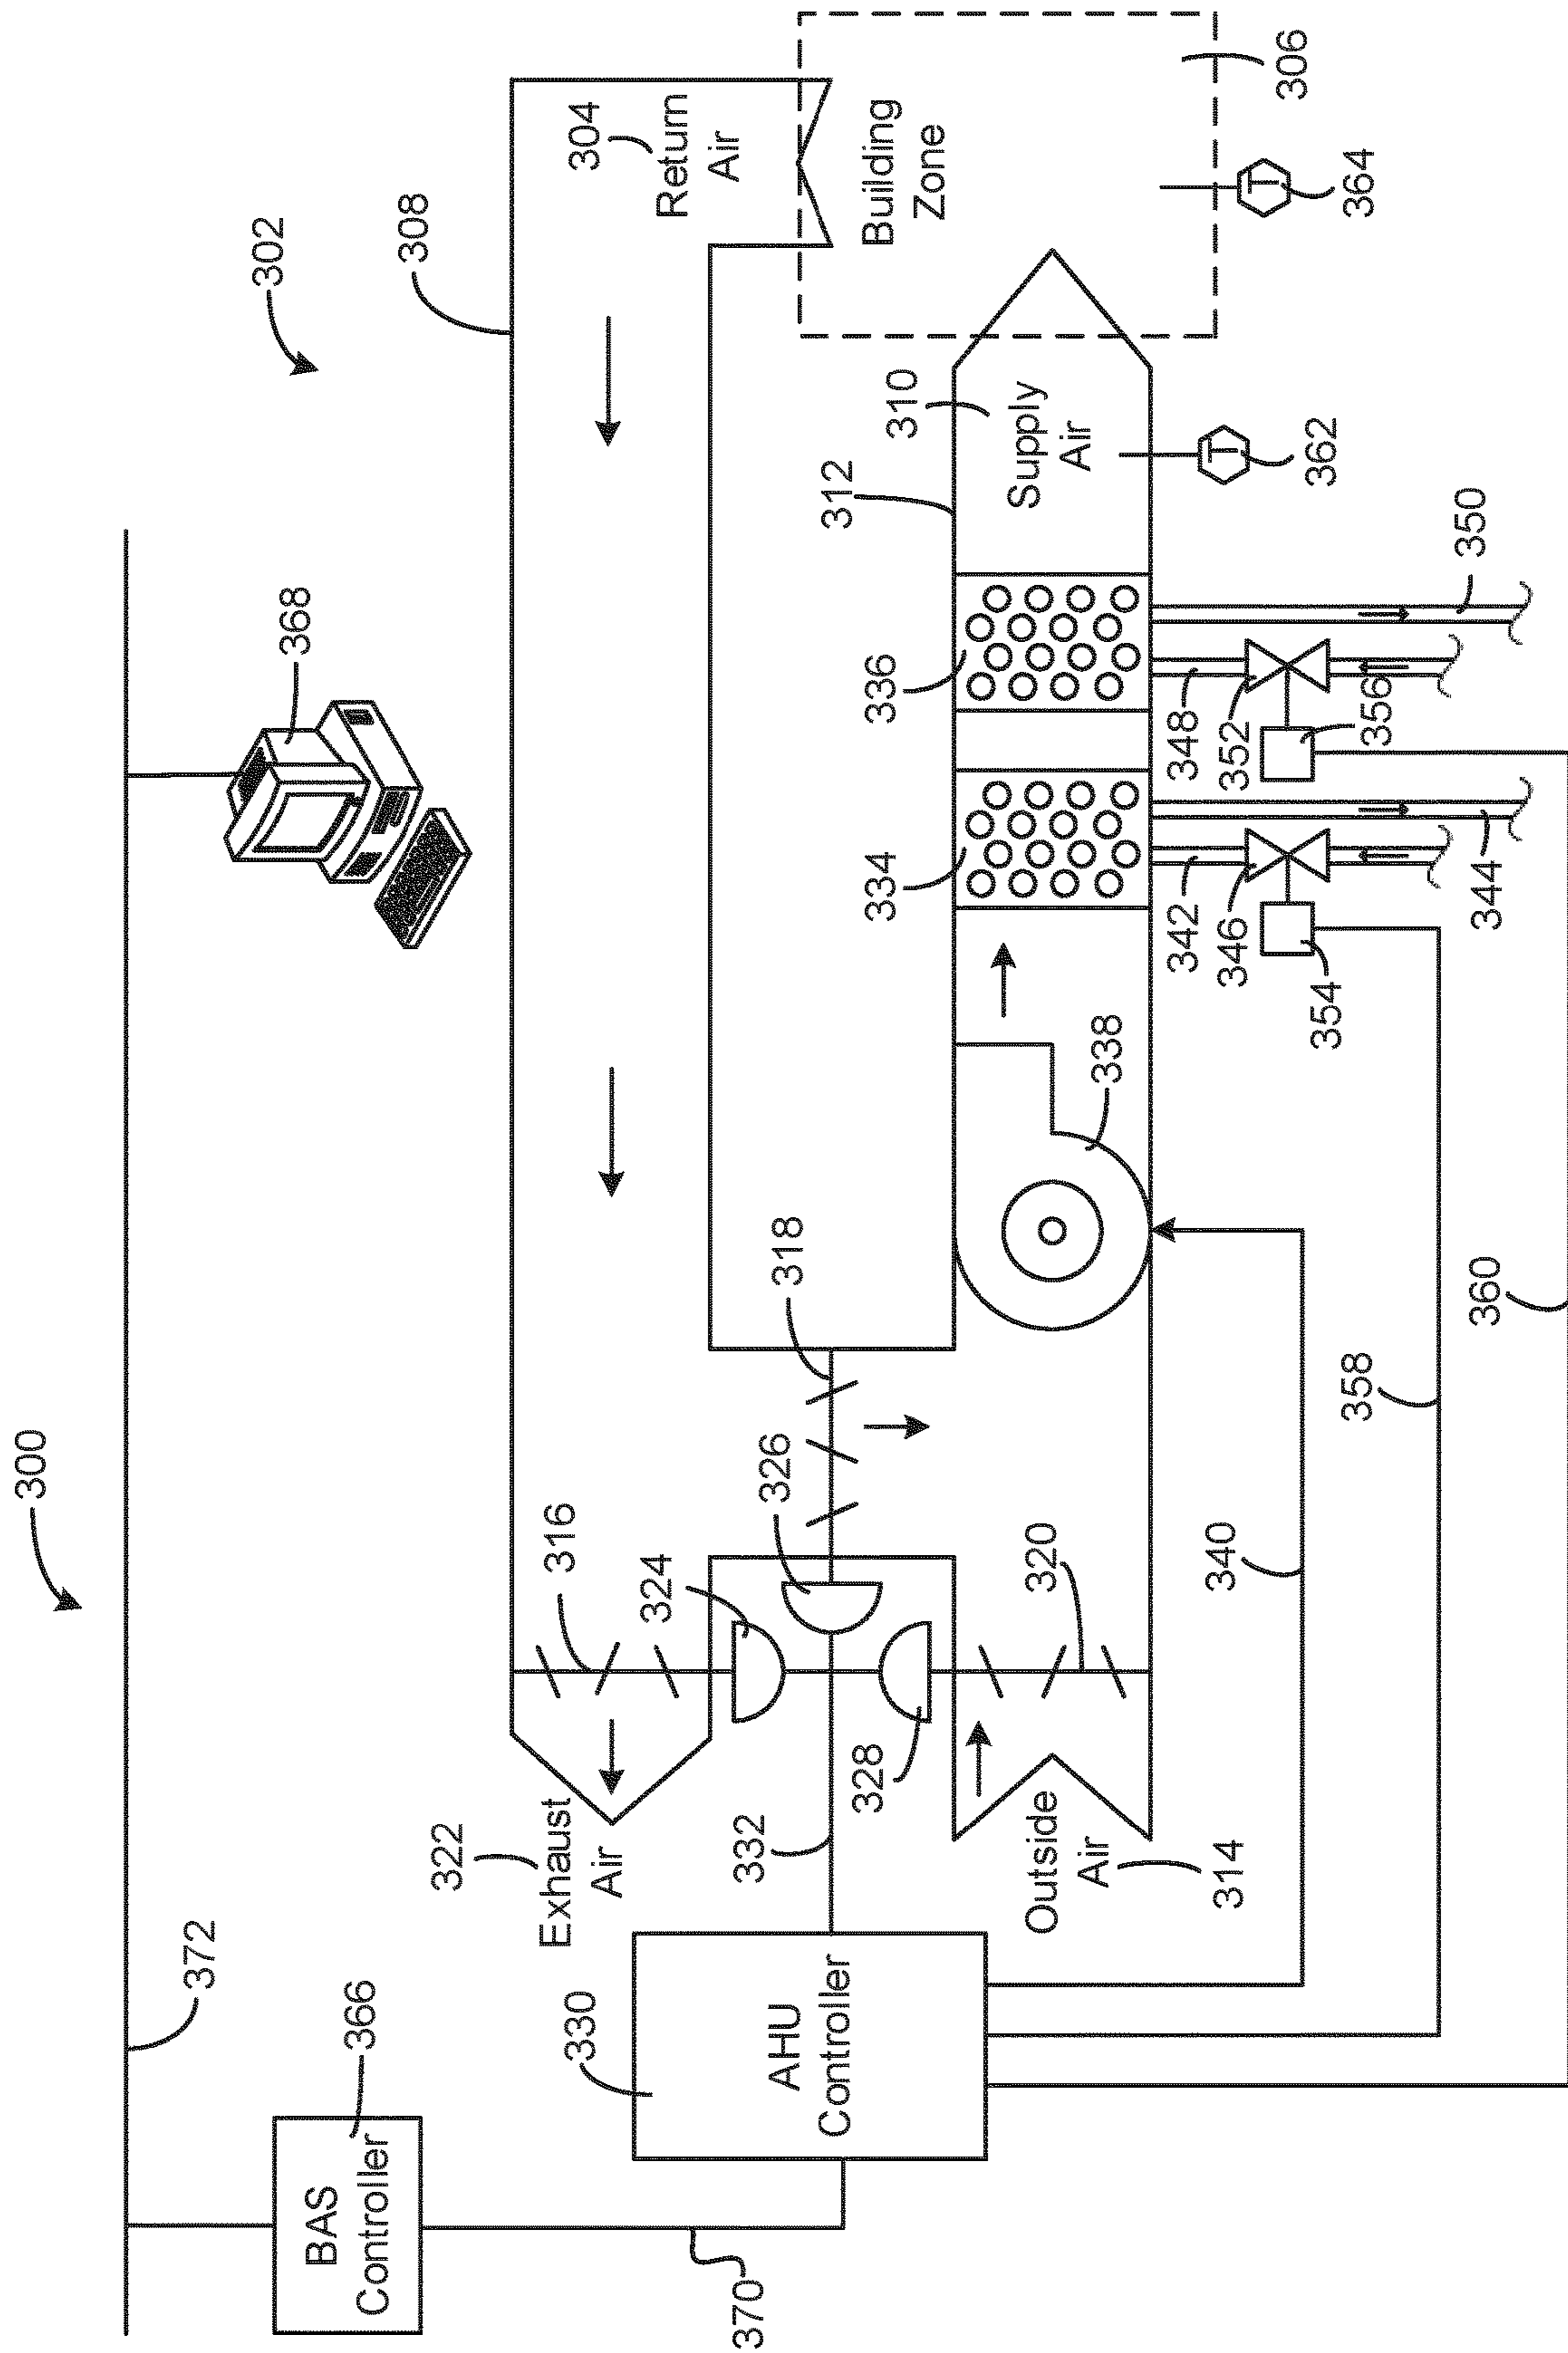 300
372
366
BAS
Controller
370
368
302
308
304
Return
Air
306
Building
Zone
364
322
Exhaust
Air
316
324
326
318
332
328
320
330
AHU
Controller
Outside
Air
314
338
334
336
312
310
Supply
Air
362
T
T
340
342
346
354
344
348
352
356
350
358
360